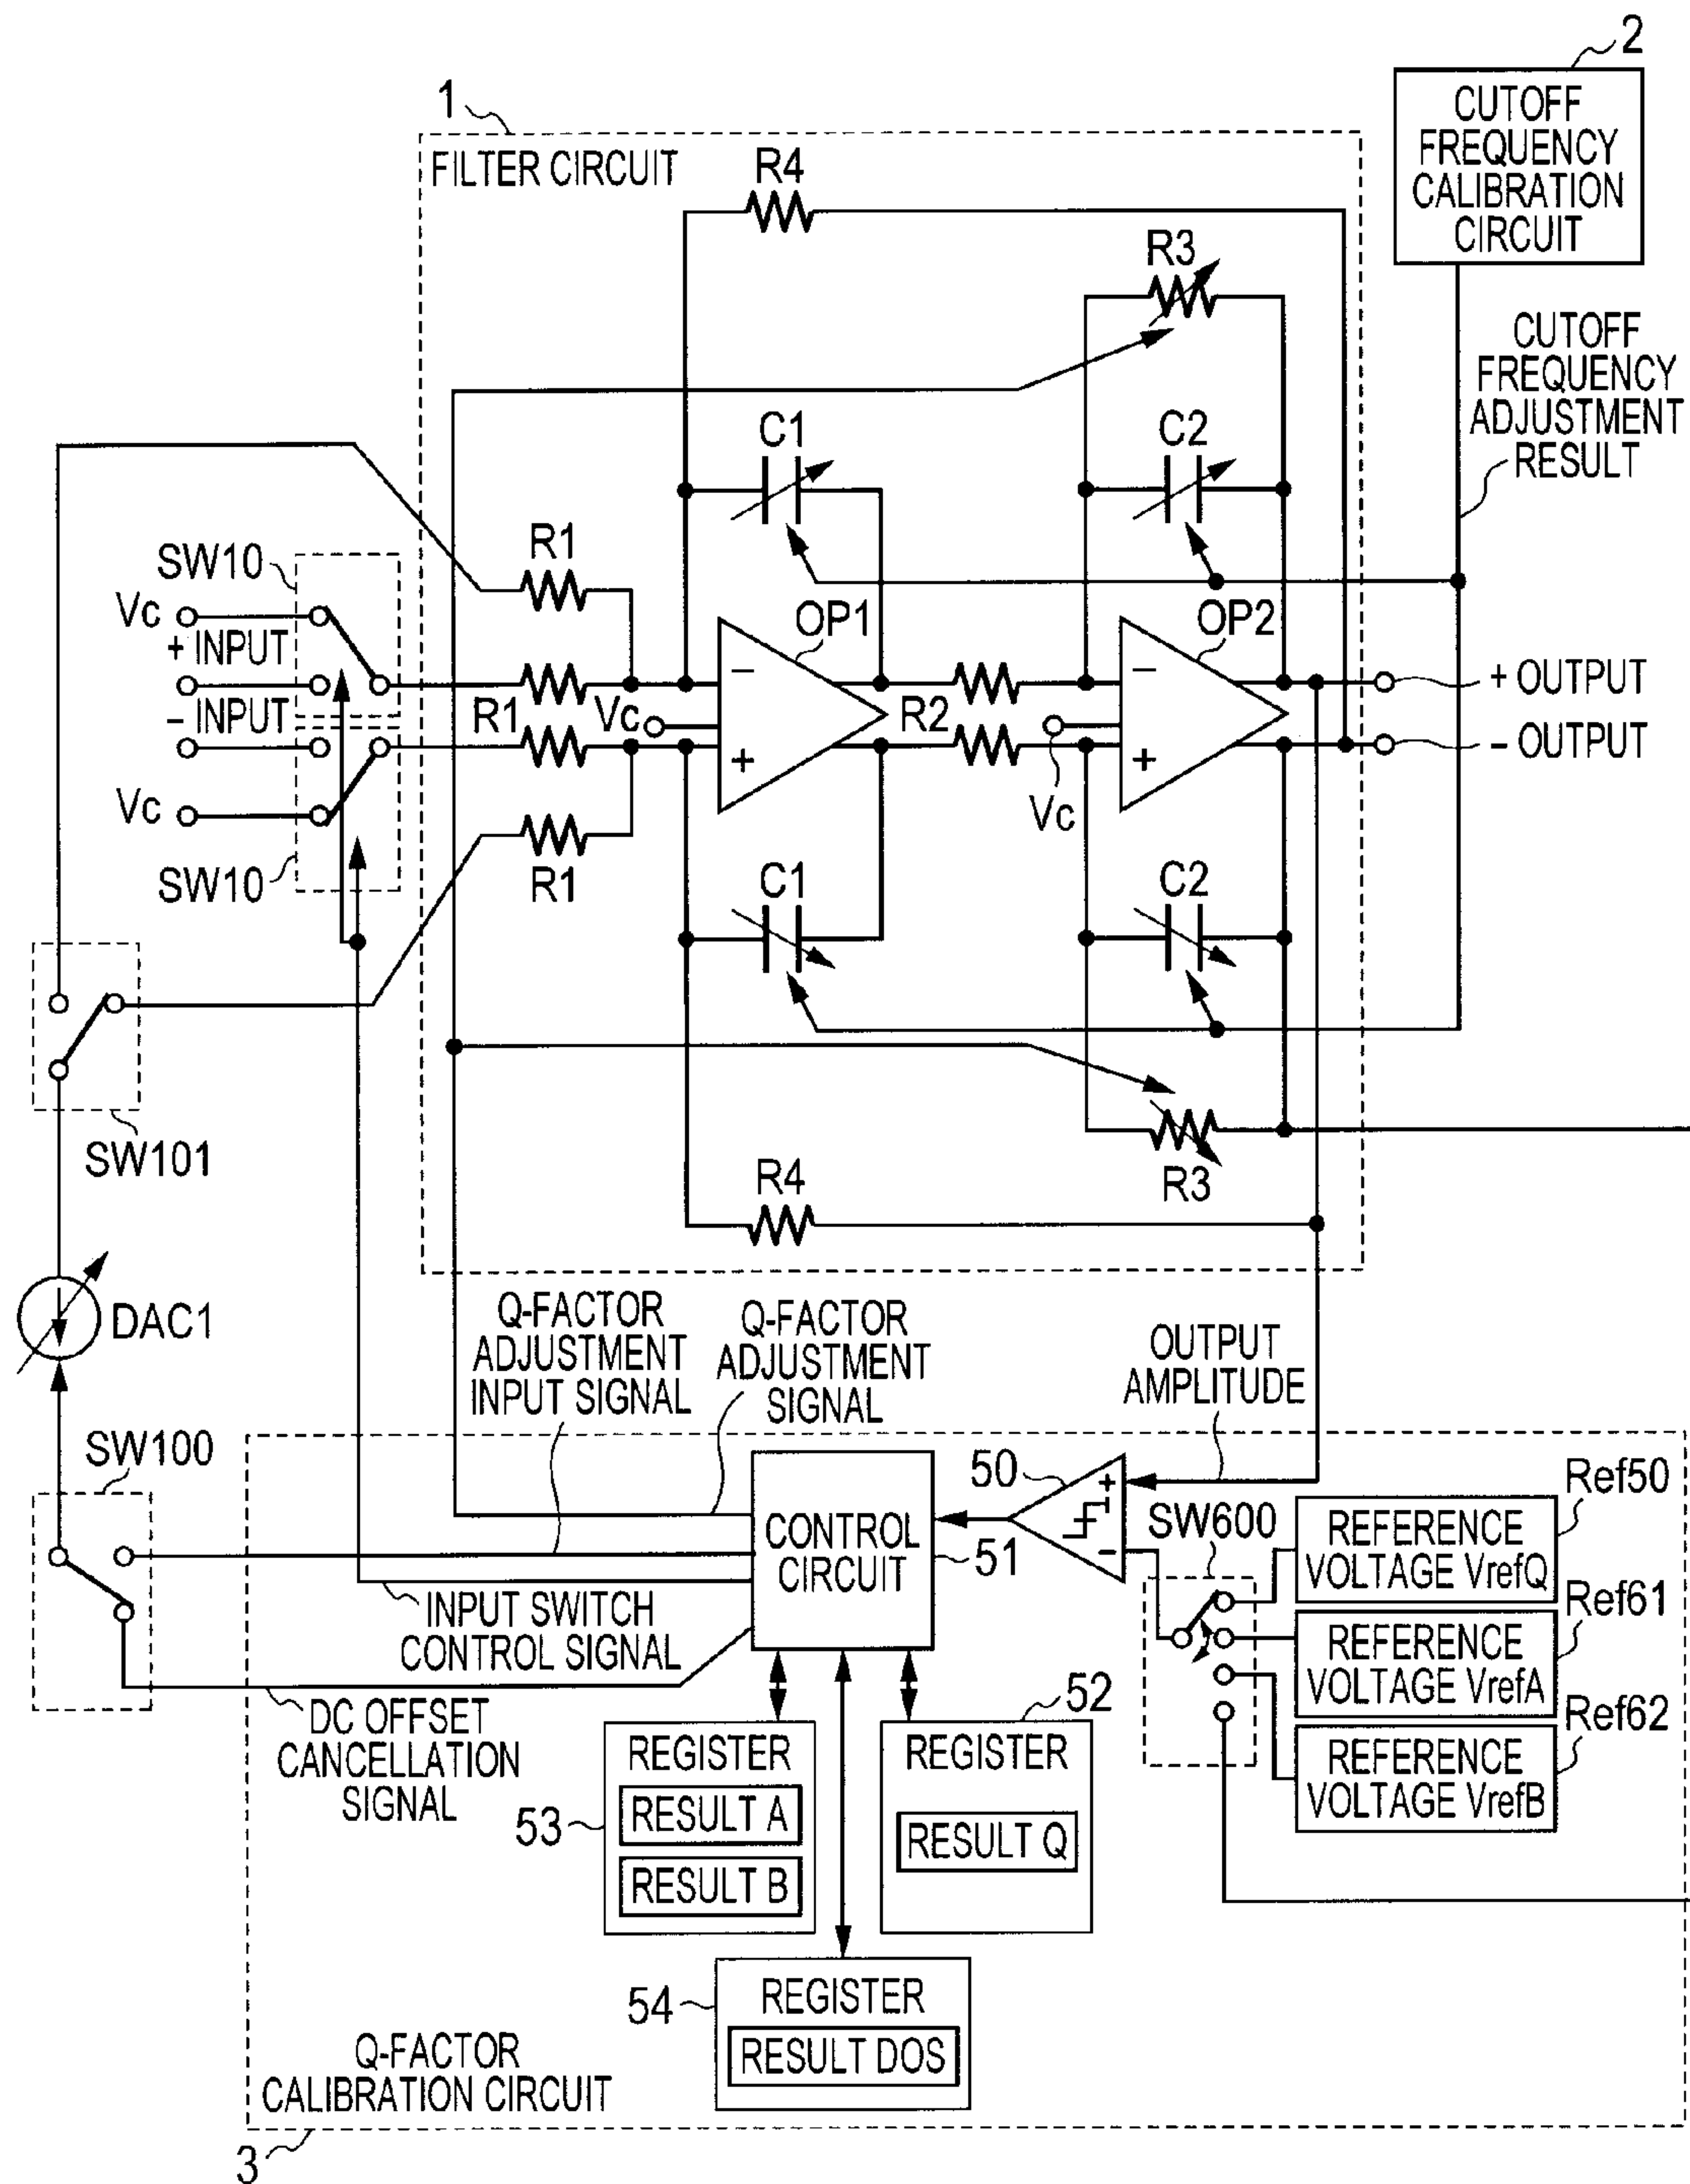 2
CUTOFF
FREQUENCY
CALIBRATION
CIRCUIT
1
FILTER CIRCUIT
R4
R3
CUTOFF
FREQUENCY
ADJUSTMENT
RESULT
C1
C2
R1
SW10
Vc
+ INPUT
OP1
OP2
+ OUTPUT
- INPUT
R1
Vc
R2
- OUTPUT
Vc
Vc
SW10
R1
C1
C2
SW101
R4
R3
DAC1
Q-FACTOR
ADJUSTMENT
INPUT SIGNAL
Q-FACTOR
ADJUSTMENT
SIGNAL
OUTPUT
AMPLITUDE
SW100
50
Ref50
CONTROL
CIRCUIT
51
SW600
REFERENCE
VOLTAGE VrefQ
Ref61
INPUT SWITCH
CONTROL SIGNAL
REFERENCE
VOLTAGE VrefA
Ref62
DC OFFSET
CANCELLATION
SIGNAL
REFERENCE
VOLTAGE VrefB
53
REGISTER
RESULT A
RESULT B
52
REGISTER
RESULT Q
54
REGISTER
RESULT DOS
Q-FACTOR
CALIBRATION CIRCUIT
3